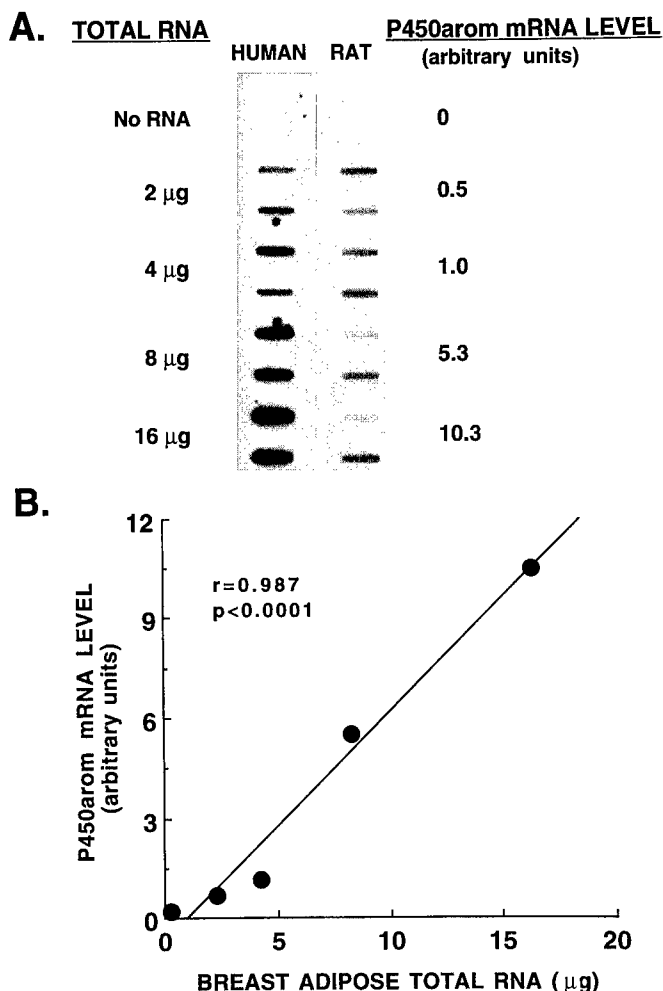 A.
TOTAL RNA
P450arom mRNA LEVEL
HUMAN RAT
(arbitrary units)
No RNA 0
2 μg 0.5
4 μg 1.0
8 μg 5.3
16 μg 10.3
B.
12
9
6
3
0
r=0.987
p<0.0001
P450arom mRNA LEVEL
(arbitrary units)
0 5 10 15 20
BREAST ADIPOSE TOTAL RNA (μg)